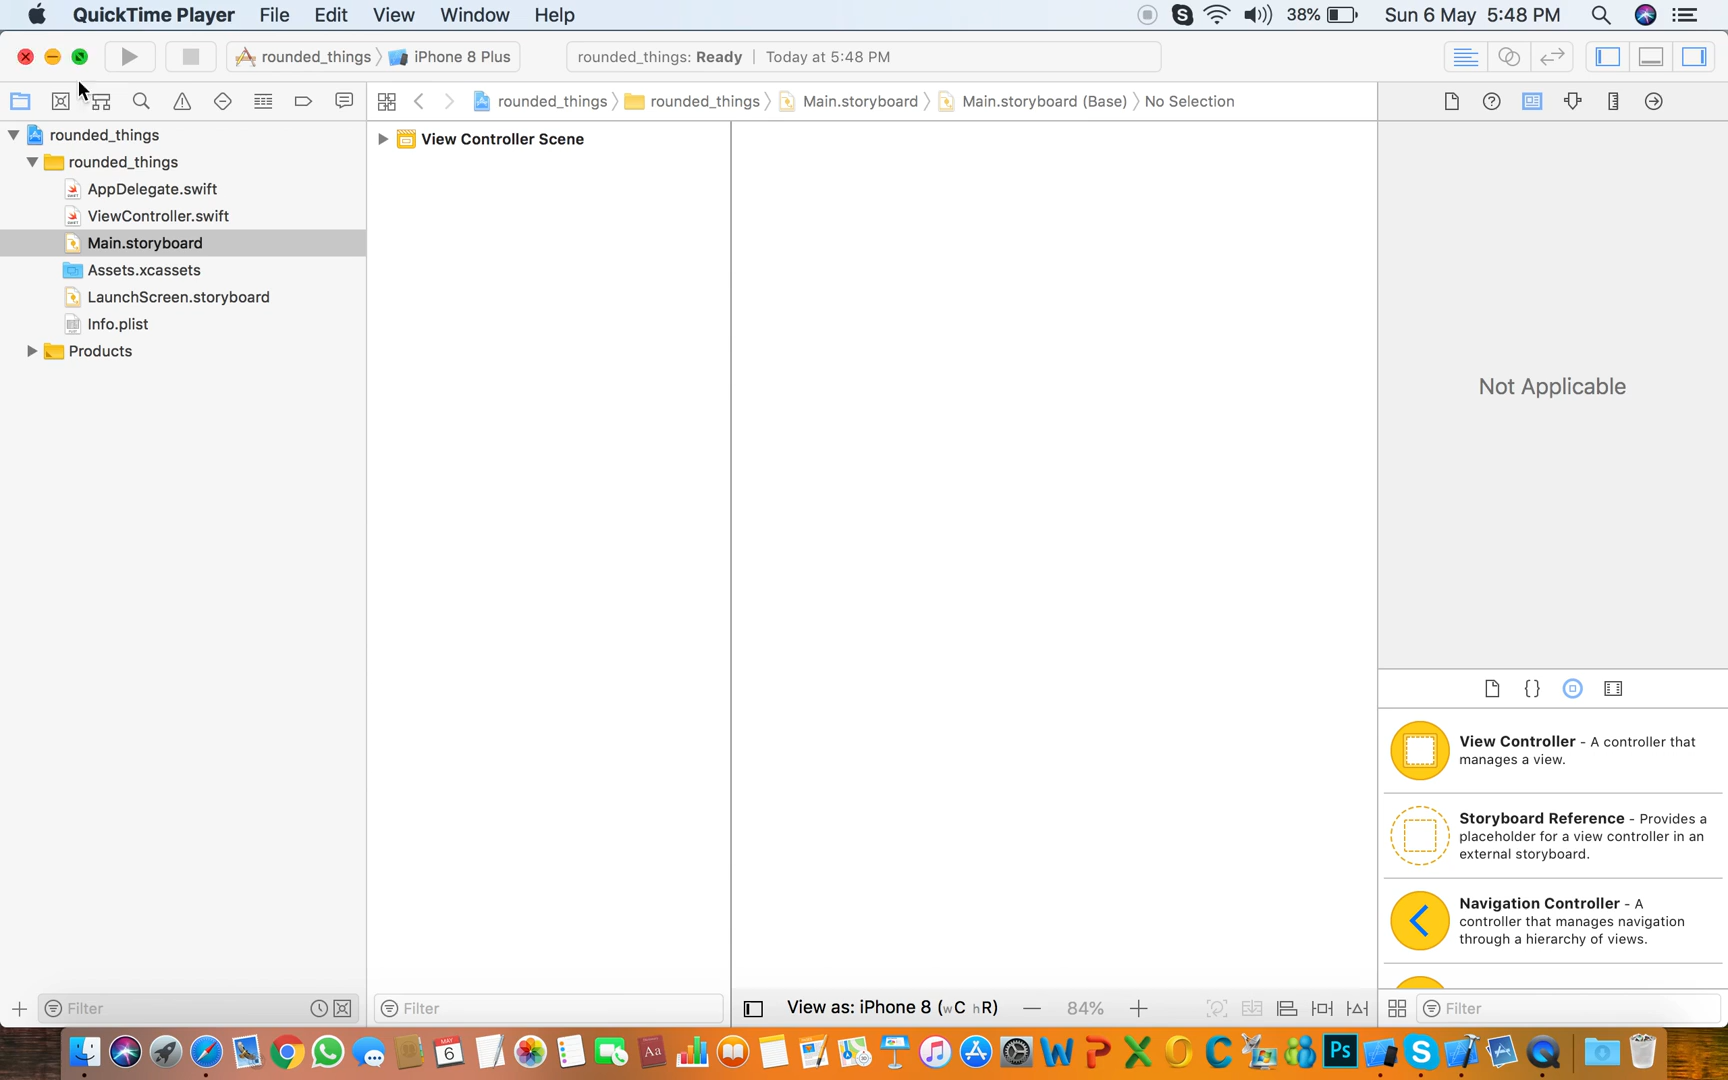 QuickTime Player File Edit View Window Help 38% Sun 6 May 5:48 PM
rounded_things iPhone 8 Plus rounded_things: Ready Today at 5:48 PM
rounded_things rounded_things Main.storyboard Main.storyboard (Base) No Selection
rounded_things
rounded_things
AppDelegate.swift
ViewController.swift
Main.storyboard
Assets.xcassets
LaunchScreen.storyboard
Info.plist
Products
View Controller Scene
Not Applicable
View Controller - A controller that
manages a view.
Storyboard Reference - Provides a
placeholder for a view controller in an
external storyboard.
Navigation Controller - A
controller that manages navigation
through a hierarchy of views.
Filter
Filter
View as: iPhone 8 (wC hR) — 84% +
Filter